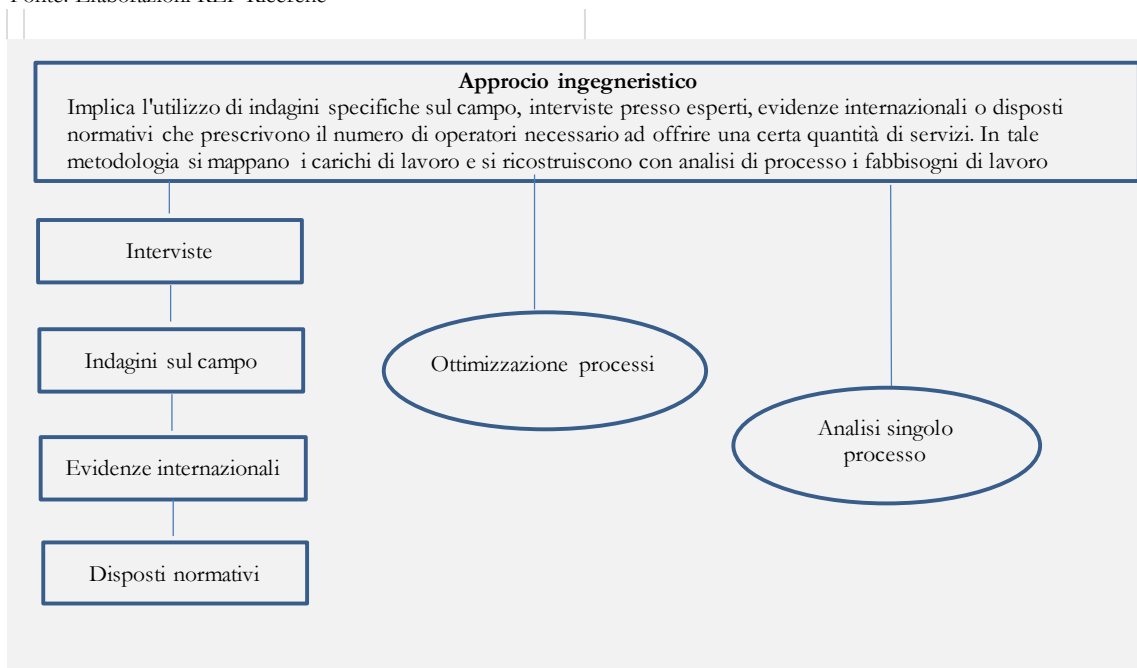 Approcio ingegneristico
Implica l'utilizzo di indagini specifiche sul campo, interviste presso esperti, evidenze internazionali o disposti
normativi che prescrivono il numero di operatori necessario ad offrire una certa quantità di servizi. In tale
metodologia si mappano i carichi di lavoro e si ricostruiscono con analisi di processo i fabbisogni di lavoro
Interviste
Indagini sul campo
Ottimizzazione processi
Analisi singolo
processo
Evidenze internazionali
Disposti normativi